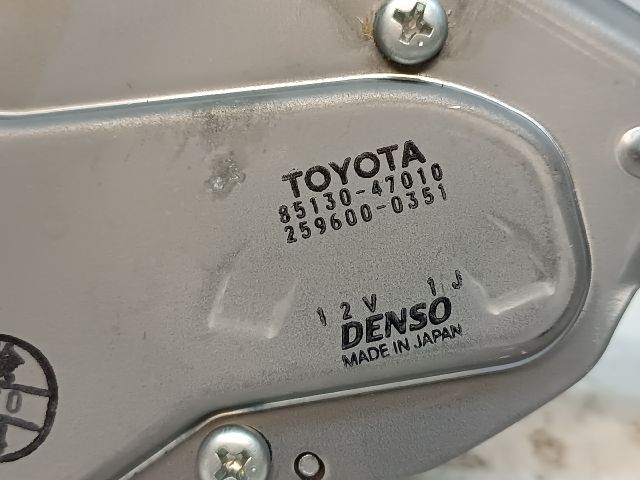 TOYOTA
85130-47010
259600-0351
12V 1J
DENSO
MADE IN JAPAN